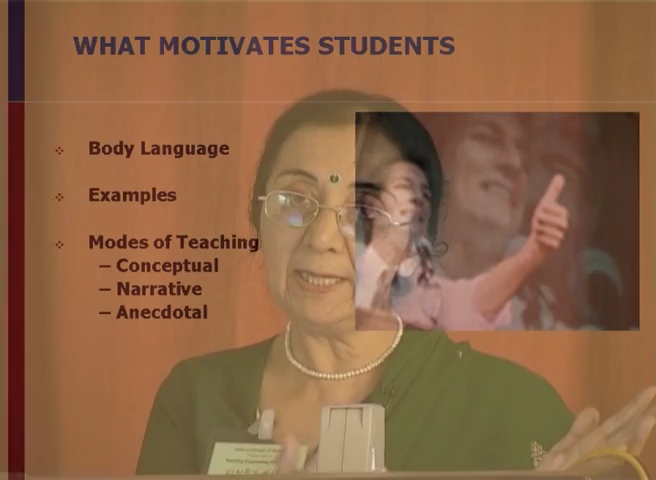 WHAT MOTIVATES STUDENTS
Body Language
Examples
Modes of Teaching
– Conceptual
– Narrative
– Anecdotal